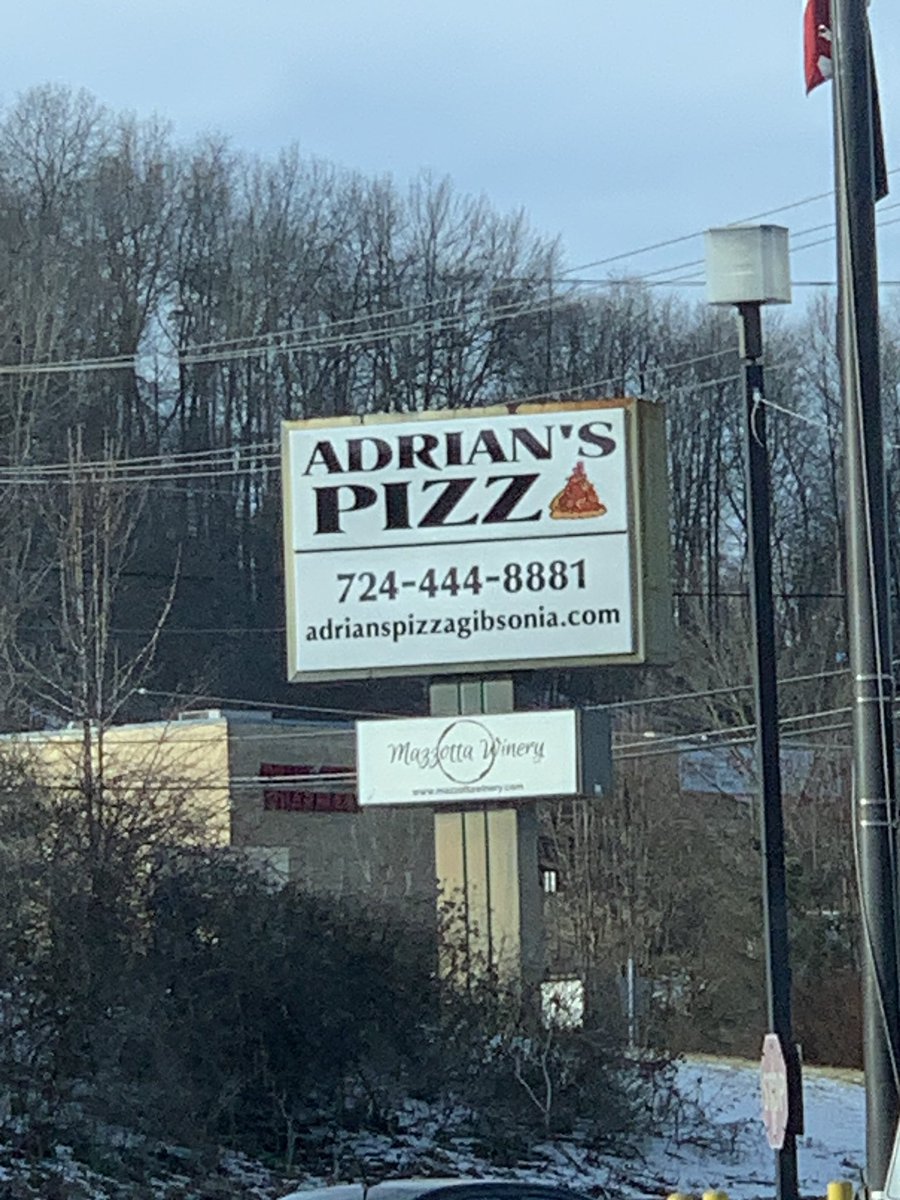 ADRIAN'S
PIZZ
724-444-8881
adrianspizzagibsonia.com
Mazzotta Winery
www.mazzottawinery.com